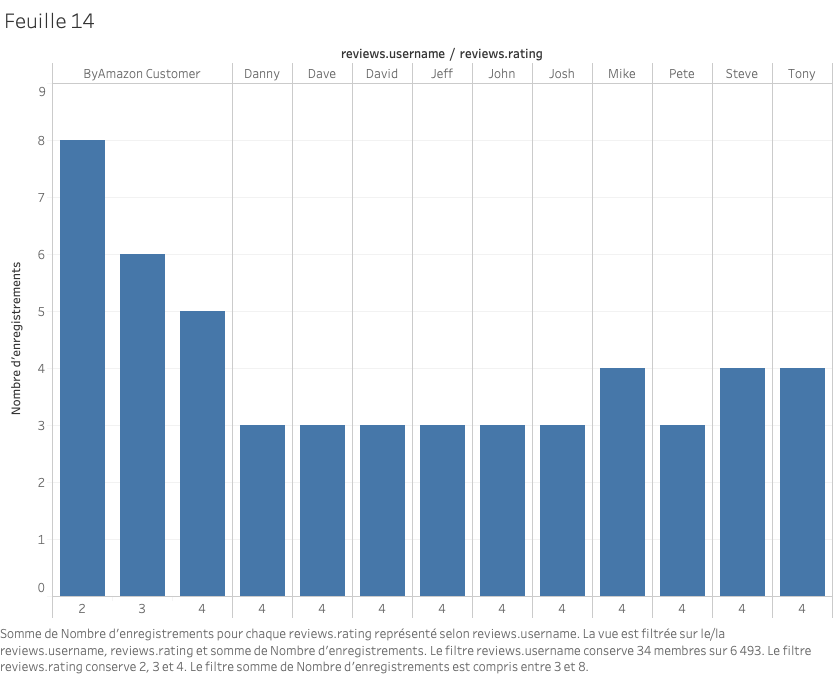 Feuille 14
reviews.username / reviews.rating
ByAmazon Customer Danny Dave David Jeff John Josh Mike Pete Steve Tony
9
8
7
6
5
4
3
2
1
0
Nombre d'enregistrements
2 3 4 4 4 4 4 4 4 4 4 4 4
Somme de Nombre d'enregistrements pour chaque reviews.rating représenté selon reviews.username. La vue est filtrée sur le/la
reviews.username, reviews.rating et somme de Nombre d'enregistrements. Le filtre reviews.username conserve 34 membres sur 6 493. Le filtre
reviews.rating conserve 2, 3 et 4. Le filtre somme de Nombre d'enregistrements est compris entre 3 et 8.